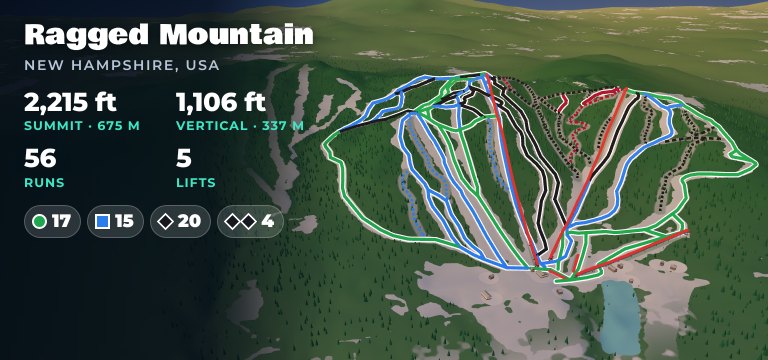 Ragged Mountain
NEW HAMPSHIRE, USA
2,215 ft 1,106 ft
SUMMIT · 675 M VERTICAL · 337 M
56 5
RUNS LIFTS
17 15 20 4